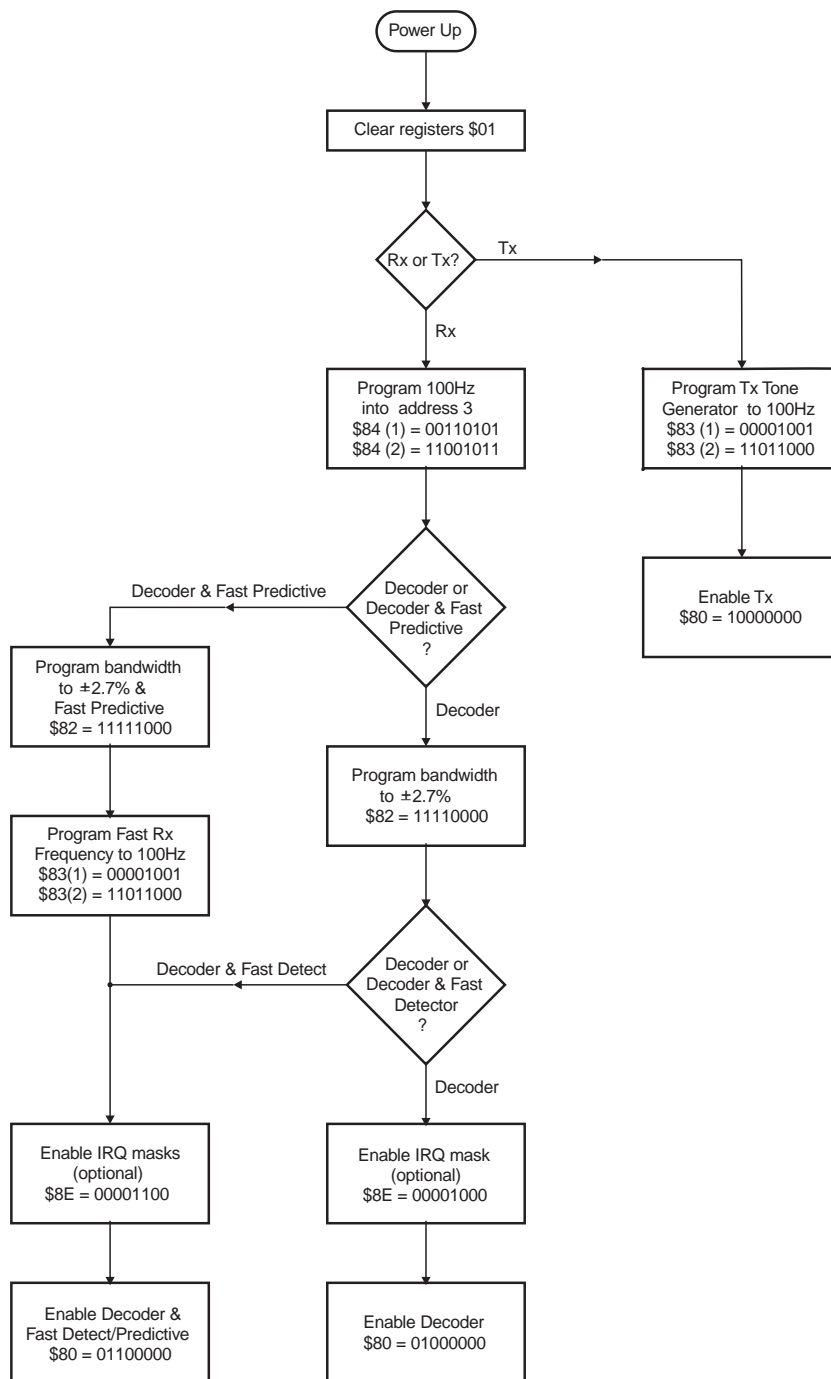 Power Up
Clear registers $01
Rx or Tx?
Tx
Rx
Program 100Hz
into address 3
$84 (1) = 00110101
$84 (2) = 11001011
Program Tx Tone
Generator to 100Hz
$83 (1) = 00001001
$83 (2) = 11011000
Enable Tx
$80 = 10000000
Decoder or
Decoder & Fast
Predictive
?
Decoder & Fast Predictive
Decoder
Program bandwidth
to ±2.7% &
Fast Predictive
$82 = 11111000
Program bandwidth
to ±2.7%
$82 = 11110000
Program Fast Rx
Frequency to 100Hz
$83(1) = 00001001
$83(2) = 11011000
Decoder or
Decoder & Fast
Detector
?
Decoder & Fast Detect
Decoder
Enable IRQ masks
(optional)
$8E = 00001100
Enable IRQ mask
(optional)
$8E = 00001000
Enable Decoder &
Fast Detect/Predictive
$80 = 01100000
Enable Decoder
$80 = 01000000